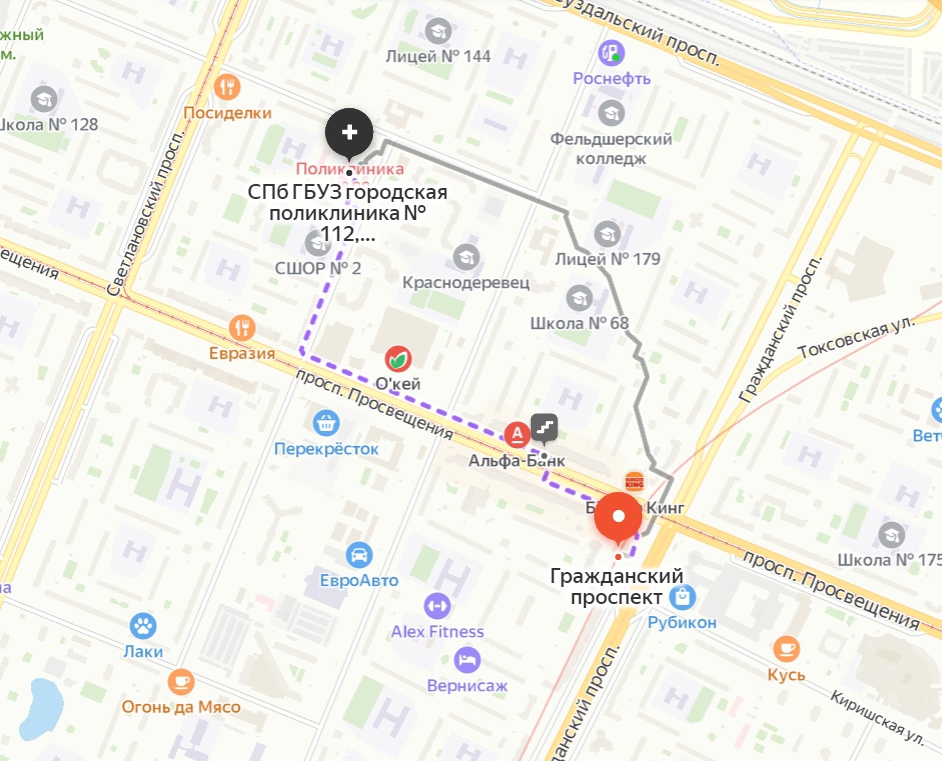 жный
м.
Суздальский просп.
Лицей № 144
Роснефть
Посиделки
Школа № 128
Фельдшерский
колледж
Поликлиника
СПб ГБУЗ городская
поликлиника №
112,...
Светлановский просп.
СШОР № 2
Лицей № 179
Краснодеревец
Школа № 68
вещения
Евразия
Гражданский просп.
Токсовская ул.
О'кей
просп. Просвещения
Перекрёсток
А
Альфа-Банк
Вет
BURGER
KING
Кинг
Гражданский
проспект
Школа № 175
просп. Просвещения
ЕвроАвто
а
Рубикон
Alex Fitness
Лаки
Вернисаж
Кусь
Огонь да Мясо
Киришская ул.
данский просп.